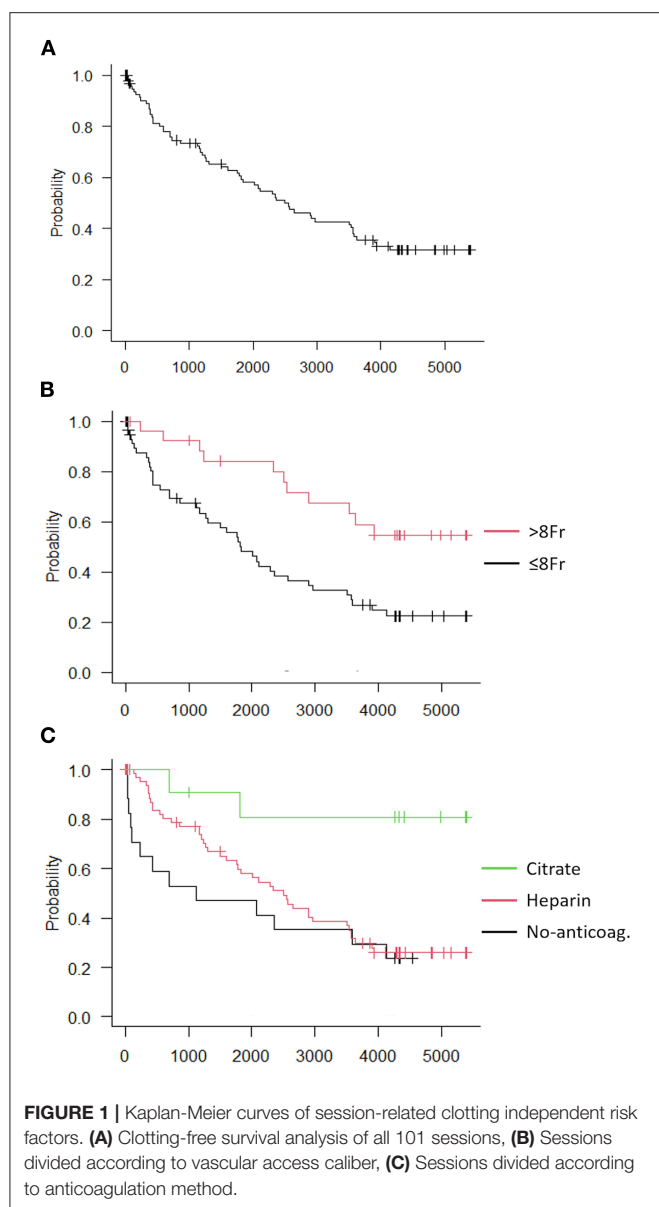 A
1.0
0.8
0.6
0.4
0.2
0.0
Probability
0 1000 2000 3000 4000 5000
B
1.0
0.8
0.6
0.4
0.2
0.0
Probability
>8Fr
≤8Fr
0 1000 2000 3000 4000 5000
C
1.0
0.8
0.6
0.4
0.2
0.0
Probability
Citrate
Heparin
No-anticoag.
0 1000 2000 3000 4000 5000
FIGURE 1 | Kaplan-Meier curves of session-related clotting independent risk
factors. (A) Clotting-free survival analysis of all 101 sessions, (B) Sessions
divided according to vascular access caliber, (C) Sessions divided according
to anticoagulation method.